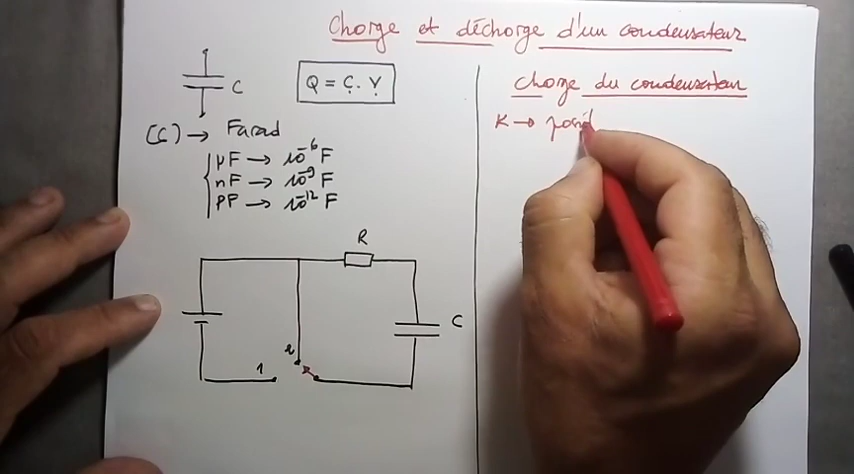 Charge et décharge d'un condensateur
C
Q = C . V
[C] → Farad
μF → 10⁻⁶ F
nF → 10⁻⁹ F
PF → 10⁻¹² F
R
C
2
1
Charge du condensateur
K → posit